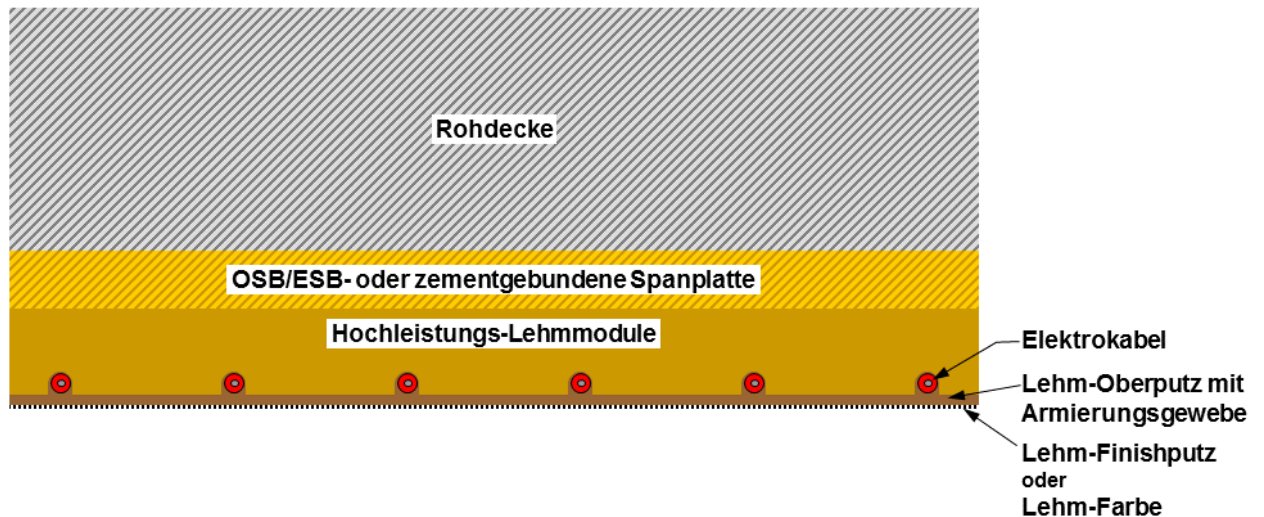 Rohdecke
OSB/ESB- oder zementgebundene Spanplatte
Hochleistungs-Lehmmodule
Elektrokabel
Lehm-Oberputz mit
Armierungsgewebe
Lehm-Finishputz
oder
Lehm-Farbe